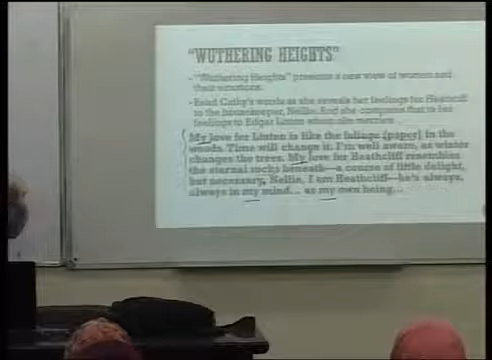 "WUTHERING HEIGHTS"
- "Wuthering Heights" presents a new view of women and
their emotions.
- Read Cathy's words as she reveals her feelings for Heathcliff
to the housekeeper, Nellie. And she compares that to her
feelings to Edgar Linton whom she marries
My love for Linton is like the foliage (paper) in the
woods. Time will change it. I'm well aware, as winter
changes the trees. My love for Heathcliff resembles
the eternal rocks beneath—a course of little delight,
but necessary, Nellie, I am Heathcliff—he's always,
always in my mind... as my own being...